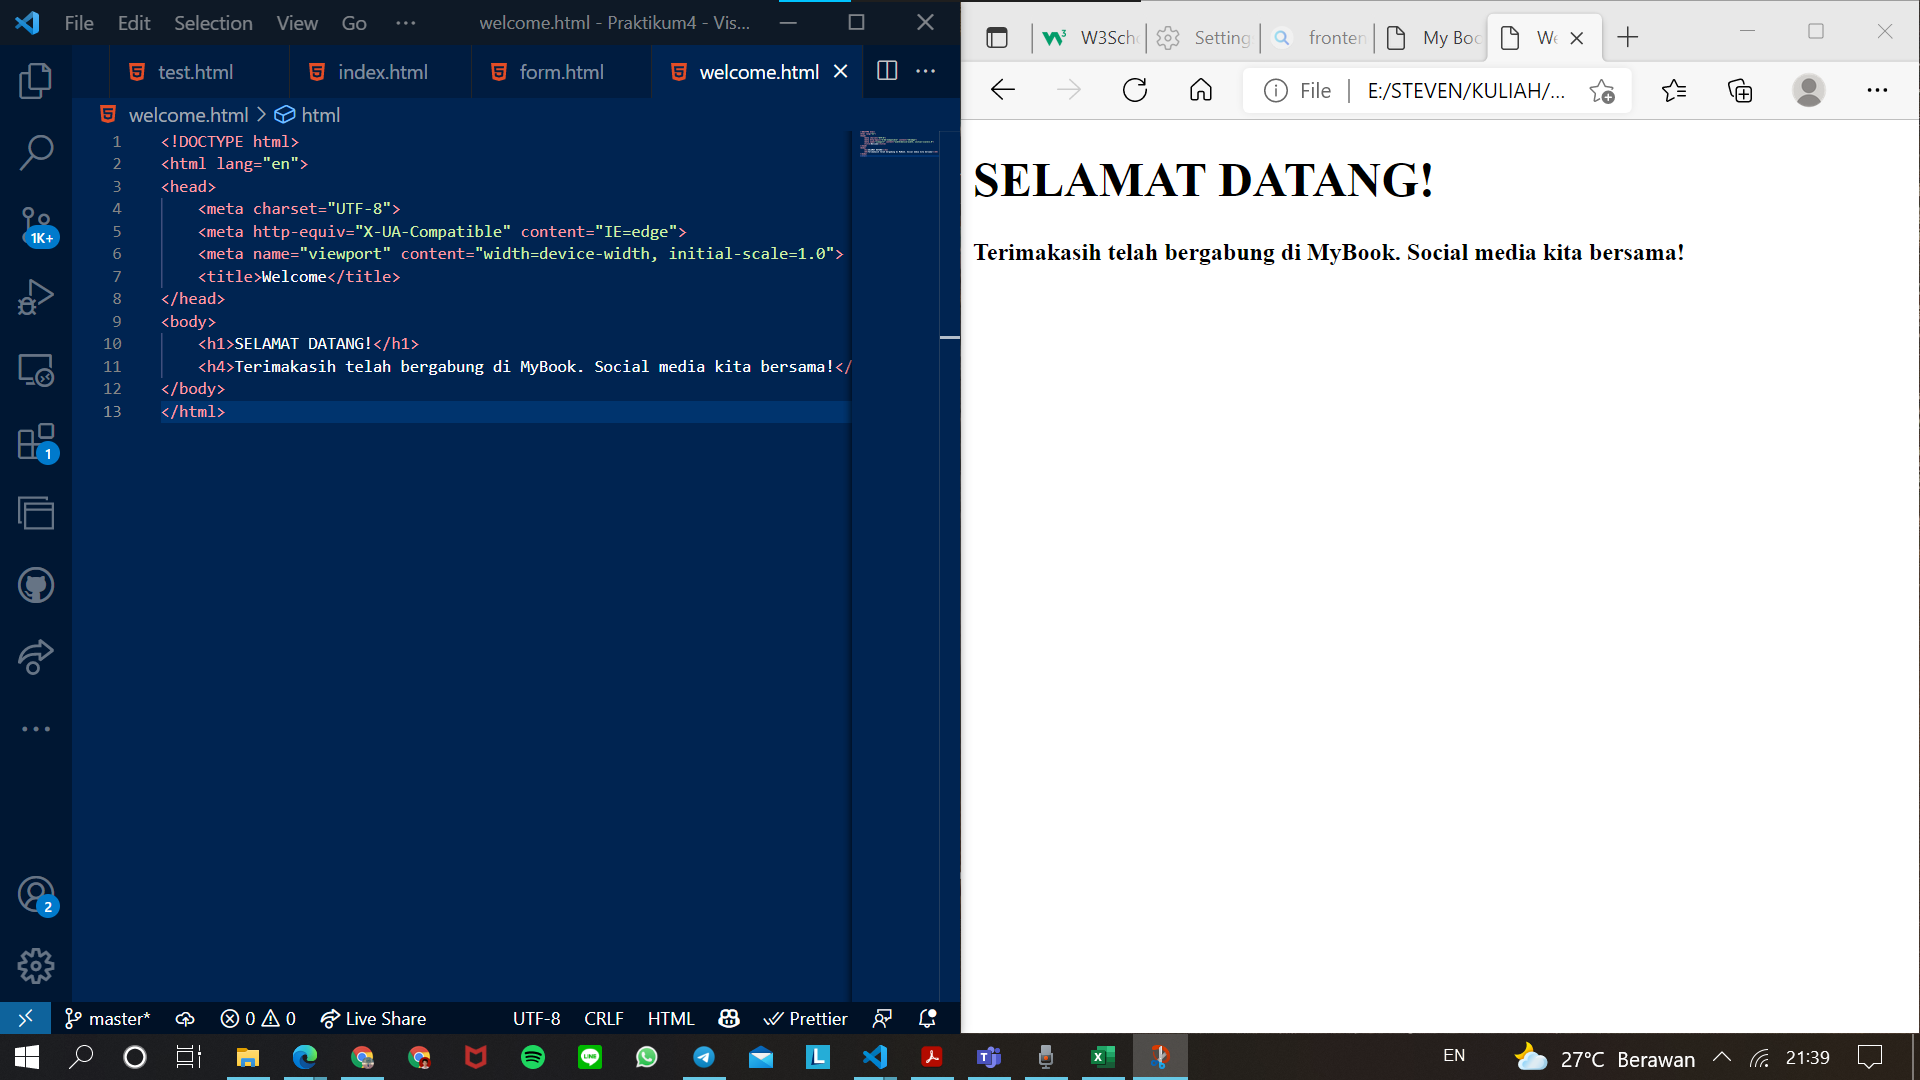 File Edit Selection View Go ··· welcome.html - Praktikum4 - Vis...
test.html index.html form.html welcome.html
welcome.html > html
1 <!DOCTYPE html>
2 <html lang="en">
3 <head>
4 <meta charset="UTF-8">
5 <meta http-equiv="X-UA-Compatible" content="IE=edge">
6 <meta name="viewport" content="width=device-width, initial-scale=1.0">
7 <title>Welcome</title>
8 </head>
9 <body>
10 <h1>SELAMAT DATANG!</h1>
11 <h4>Terimakasih telah bergabung di MyBook. Social media kita bersama!</
12 </body>
13 </html>
1K+
1
2
master* 0 0 Live Share UTF-8 CRLF HTML Prettier
W3Sch Setting fronten My Boo We
File E:/STEVEN/KULIAH/...
SELAMAT DATANG!
Terimakasih telah bergabung di MyBook. Social media kita bersama!
LINE L EN 27°C Berawan 21:39